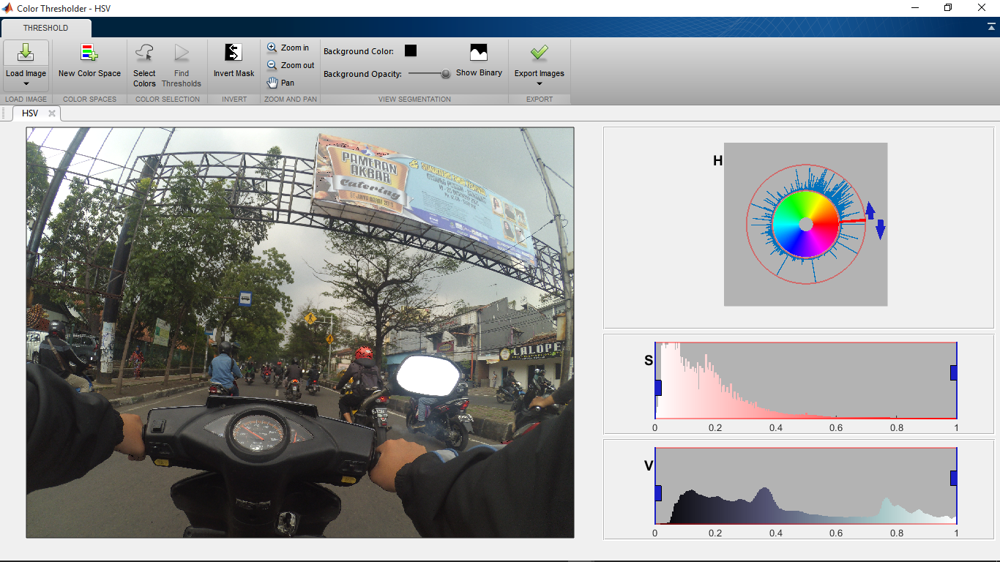 Color Thresholder - HSV
THRESHOLD
Load Image
New Color Space
Select
Colors
Find
Thresholds
Invert Mask
Zoom in
Zoom out
Pan
Background Color:
Background Opacity:
Show Binary
Export Images
LOAD IMAGE
COLOR SPACES
COLOR SELECTION
INVERT
ZOOM AND PAN
VIEW SEGMENTATION
EXPORT
HSV
PAMERAN
AKBAR
Catering
&
LALOPE
H
S
0
0.2
0.4
0.6
0.8
1
V
0
0.2
0.4
0.6
0.8
1